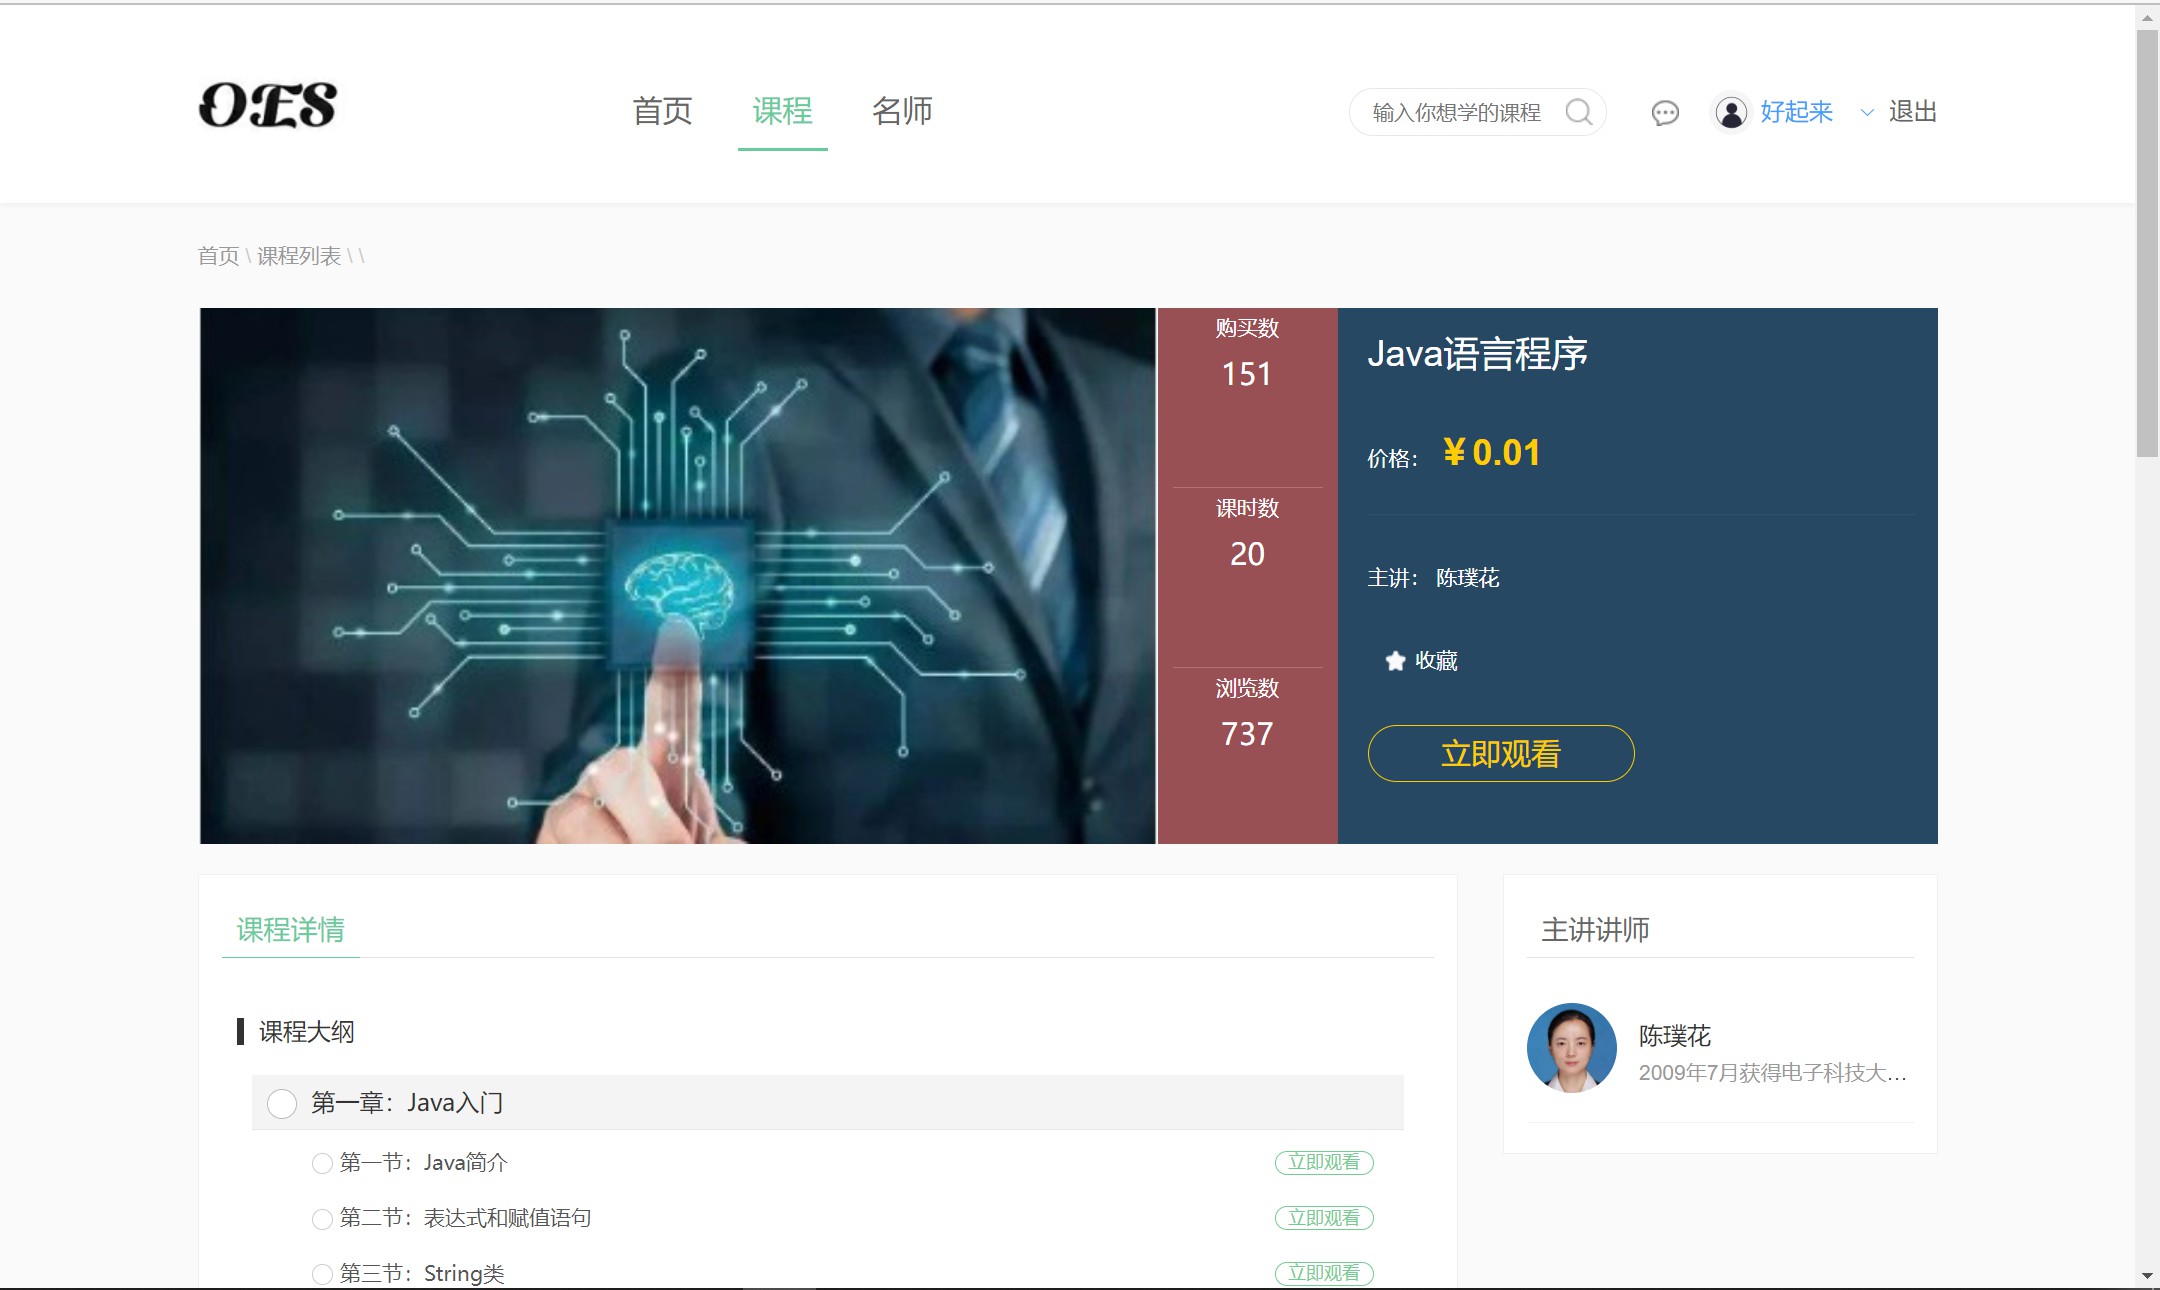 OES
首页 课程 名师
输入你想学的课程
好起来 退出
首页 \ 课程列表 \ \
购买数
151
课时数
20
浏览数
737
Java语言程序
价格： ¥ 0.01
主讲： 陈璞花
收藏
立即观看
课程详情
课程大纲
第一章：Java入门
第一节：Java简介 立即观看
第二节：表达式和赋值语句 立即观看
第三节：String类 立即观看
主讲讲师
陈璞花
2009年7月获得电子科技大…